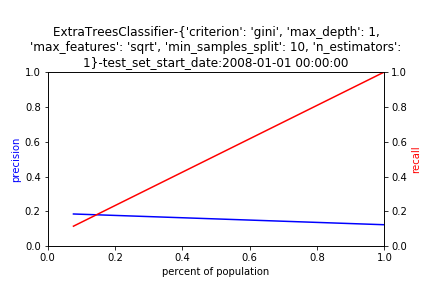 ExtraTreesClassifier-{'criterion': 'gini', 'max_depth': 1,
'max_features': 'sqrt', 'min_samples_split': 10, 'n_estimators':
1}-test_set_start_date:2008-01-01 00:00:00
1.0
0.8
0.6
0.4
0.2
0.0
precision
1.0
0.8
0.6
0.4
0.2
0.0
recall
0.0 0.2 0.4 0.6 0.8 1.0
percent of population